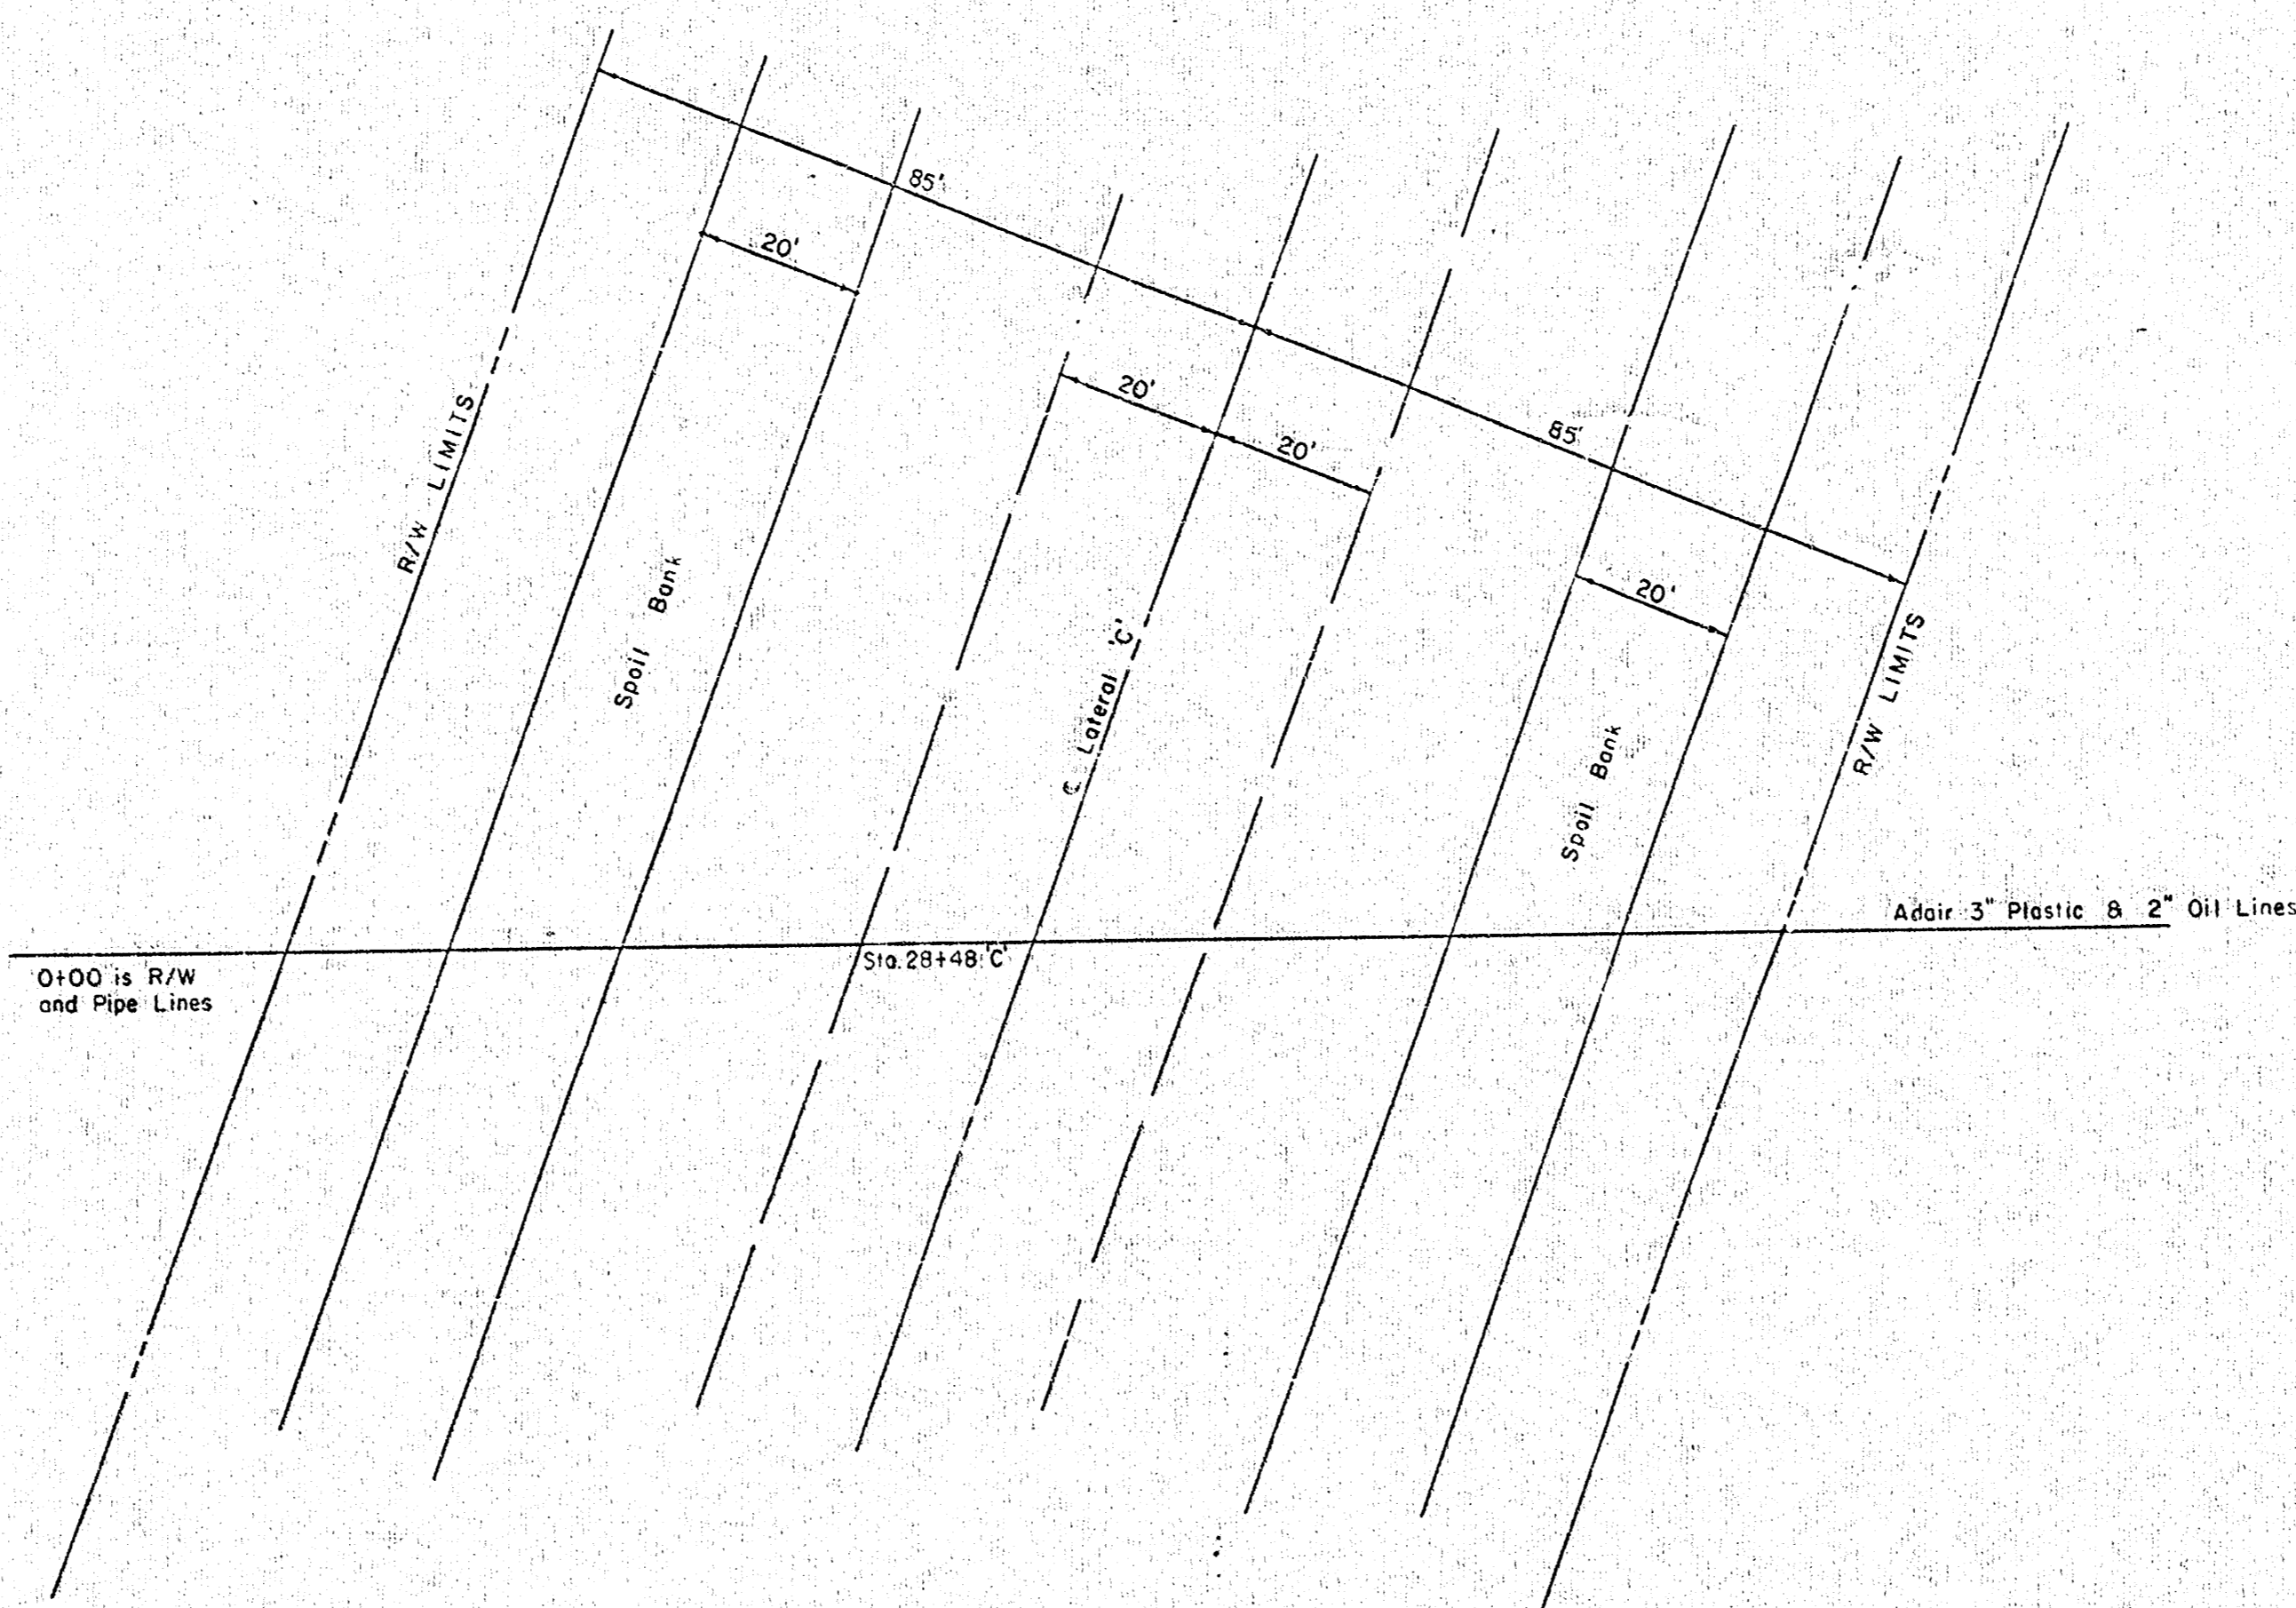 85'
20'
20'
20'
85'
20'
R/W LIMITS
Spoil Bank
℄ Lateral 'C'
Spoil Bank
R/W LIMITS
Adair 3" Plastic & 2" Oil Lines
Sta. 28+48 'C'
0+00 is R/W
and Pipe Lines